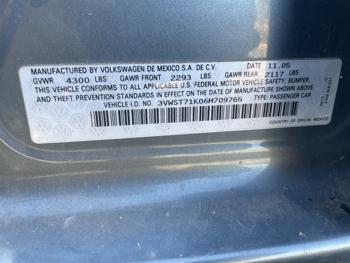 MANUFACTURED BY VOLKSWAGEN DE MEXICO S.A. DE C.V. DATE 11.05
GVWR 4300 LBS GAWR FRONT 2293 LBS GAWR REAR 2117 LBS
THIS VEHICLE CONFORMS TO ALL APPLICABLE FEDERAL MOTOR VEHICLE SAFETY, BUMPER,
AND THEFT PREVENTION STANDARDS IN EFFECT ON THE DATE OF MANUFACTURE SHOWN ABOVE.
VEHICLE I.D. NO.: 3VWST71K06M709765 TYPE: PASSENGER CAR
COUNTRY OF ORIGIN: MEXICO